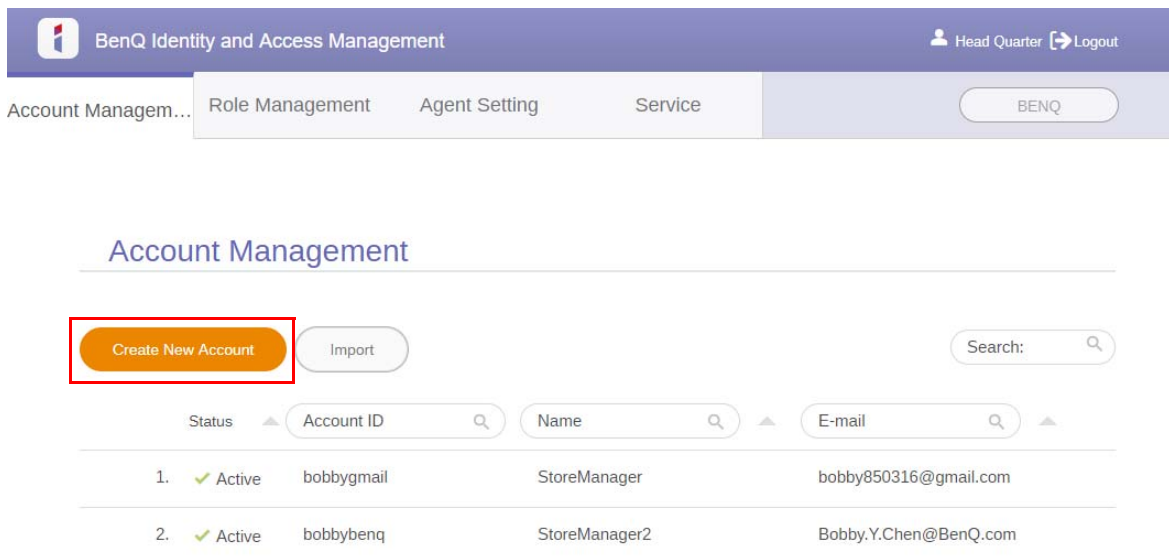 BenQ Identity and Access Management
Head Quarter Logout
Account Managem...
Role Management
Agent Setting
Service
BENQ
Account Management
Create New Account
Import
Search:
Status
Account ID
Name
E-mail
1. Active bobbygmail StoreManager bobby850316@gmail.com
2. Active bobbybenq StoreManager2 Bobby.Y.Chen@BenQ.com